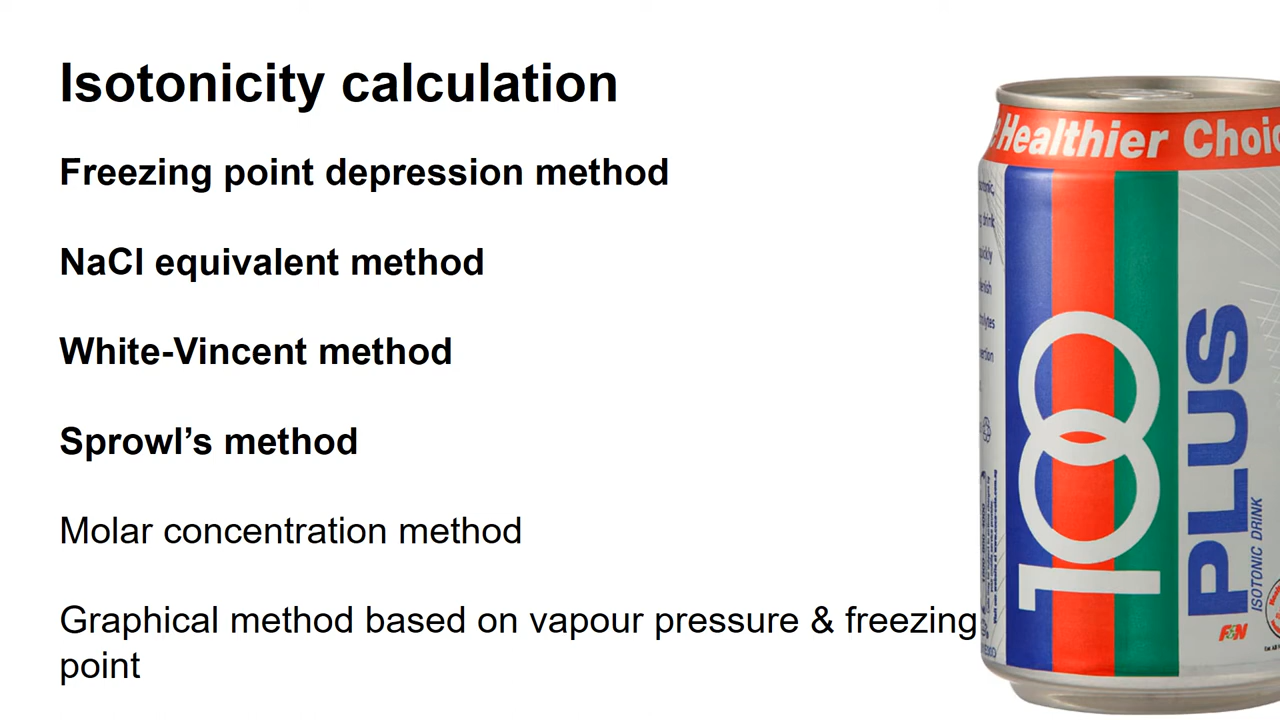 Isotonicity calculation
Freezing point depression method
NaCl equivalent method
White-Vincent method
Sprowl’s method
Molar concentration method
Graphical method based on vapour pressure & freezing
point
Healthier Choic
100
PLUS
ISOTONIC DRINK
F&N